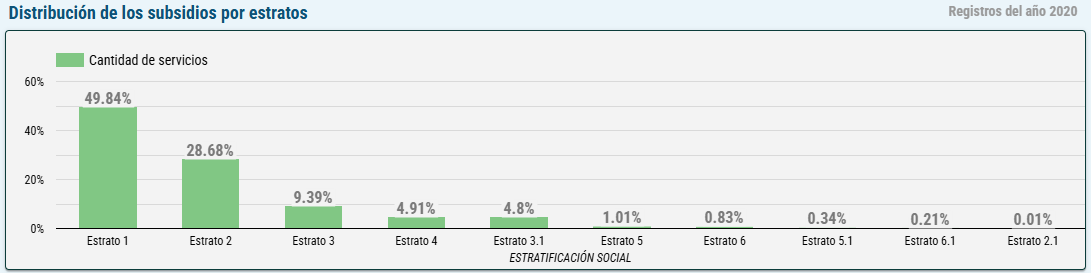 Distribución de los subsidios por estratos
Registros del año 2020
Cantidad de servicios
60%
40%
20%
0%
49.84%
28.68%
9.39%
4.91%
4.8%
1.01%
0.83%
0.34%
0.21%
0.01%
Estrato 1
Estrato 2
Estrato 3
Estrato 4
Estrato 3.1
Estrato 5
Estrato 6
Estrato 5.1
Estrato 6.1
Estrato 2.1
ESTRATIFICACIÓN SOCIAL